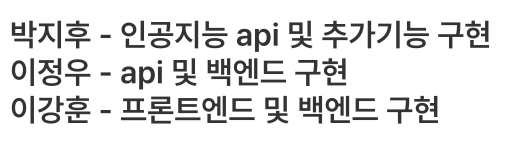 박지후 - 인공지능 api 및 추가기능 구현
이정우 - api 및 백엔드 구현
이강훈 - 프론트엔드 및 백엔드 구현